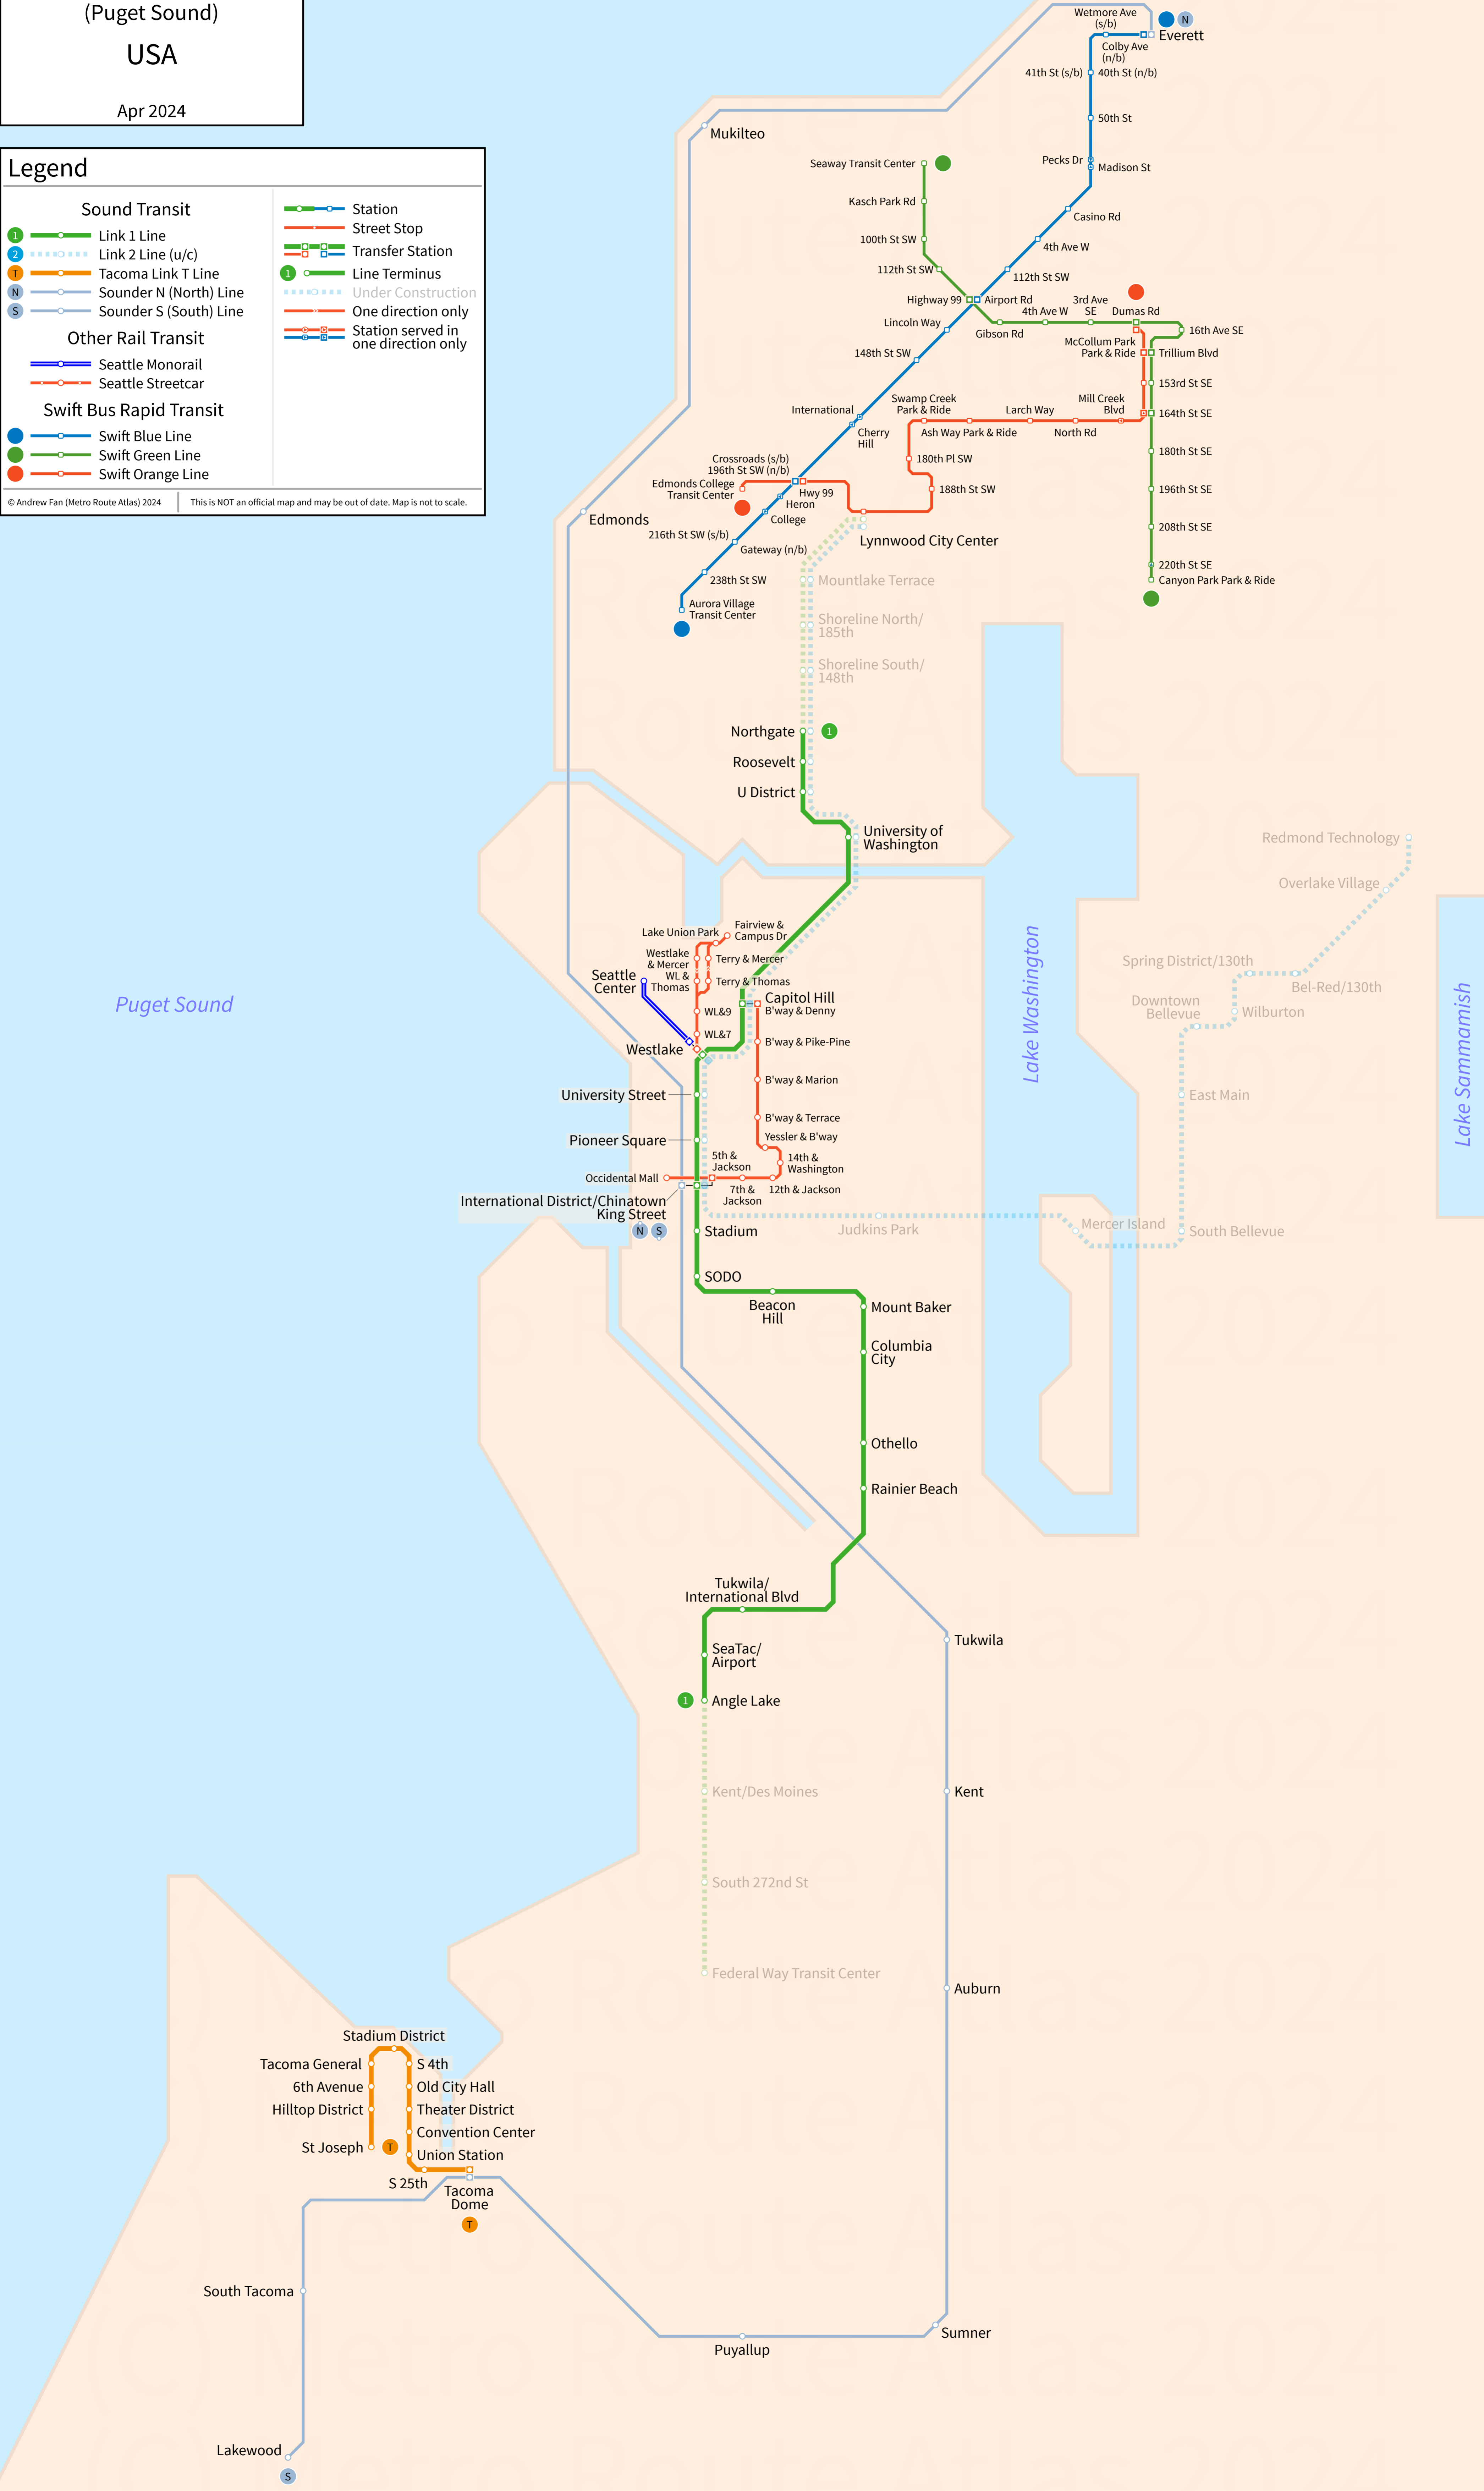 (Puget Sound)
USA
Apr 2024
Legend
Sound Transit
1 Link 1 Line
2 Link 2 Line (u/c)
T Tacoma Link T Line
N Sounder N (North) Line
S Sounder S (South) Line
Other Rail Transit
Seattle Monorail
Seattle Streetcar
Swift Bus Rapid Transit
Swift Blue Line
Swift Green Line
Swift Orange Line
Station
Street Stop
Transfer Station
1 Line Terminus
Under Construction
One direction only
Station served in
one direction only
© Andrew Fan (Metro Route Atlas) 2024
This is NOT an official map and may be out of date. Map is not to scale.
Wetmore Ave
(s/b)
N
Everett
Colby Ave
(n/b)
41th St (s/b)
40th St (n/b)
50th St
Mukilteo
Pecks Dr
Madison St
Seaway Transit Center
Kasch Park Rd
Casino Rd
100th St SW
4th Ave W
112th St SW
112th St SW
Highway 99
Airport Rd
4th Ave W
3rd Ave
SE
Dumas Rd
Lincoln Way
Gibson Rd
16th Ave SE
McCollum Park
Park & Ride
Trillium Blvd
148th St SW
153rd St SE
Swamp Creek
Park & Ride
Larch Way
Mill Creek
Blvd
International
164th St SE
Cherry
Hill
Ash Way Park & Ride
North Rd
180th St SE
Crossroads (s/b)
196th St SW (n/b)
180th Pl SW
Edmonds College
Transit Center
Hwy 99
188th St SW
196th St SE
Heron
College
Edmonds
208th St SE
216th St SW (s/b)
Gateway (n/b)
Lynnwood City Center
220th St SE
Canyon Park Park & Ride
238th St SW
Mountlake Terrace
Aurora Village
Transit Center
Shoreline North/
185th
Shoreline South/
148th
Northgate
1
Roosevelt
U District
University of
Washington
Redmond Technology
Overlake Village
Lake Union Park
Fairview &
Campus Dr
Westlake
& Mercer
Terry & Mercer
WL &
Thomas
Terry & Thomas
Spring District/130th
Bel-Red/130th
Seattle
Center
Capitol Hill
B'way & Denny
Puget Sound
Lake Washington
Lake Sammamish
Downtown
Bellevue
Wilburton
WL&9
WL&7
Westlake
B'way & Pike-Pine
B'way & Marion
University Street
East Main
B'way & Terrace
Pioneer Square
Yessler & B'way
5th &
Jackson
14th &
Washington
Occidental Mall
7th &
Jackson
12th & Jackson
International District/Chinatown
King Street
N
S
Stadium
Judkins Park
Mercer Island
South Bellevue
SODO
Beacon
Hill
Mount Baker
Columbia
City
Othello
Rainier Beach
Tukwila/
International Blvd
Tukwila
SeaTac/
Airport
1
Angle Lake
Kent/Des Moines
Kent
South 272nd St
Federal Way Transit Center
Auburn
Stadium District
Tacoma General
S 4th
6th Avenue
Old City Hall
Hilltop District
Theater District
Convention Center
St Joseph
T
Union Station
S 25th
Tacoma
Dome
T
South Tacoma
Sumner
Puyallup
Lakewood
S